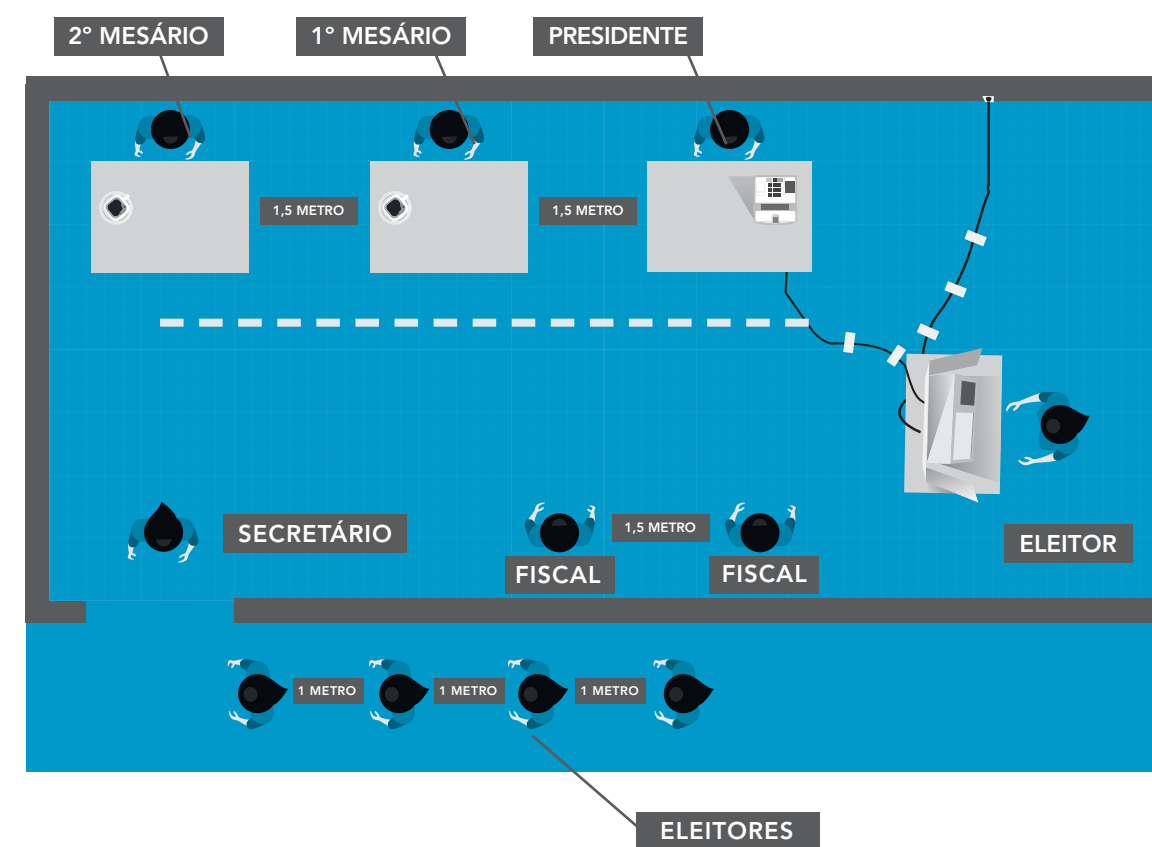 2º MESÁRIO
1º MESÁRIO
PRESIDENTE
1,5 METRO
1,5 METRO
SECRETÁRIO
1,5 METRO
FISCAL
FISCAL
ELEITOR
1 METRO
1 METRO
1 METRO
ELEITORES